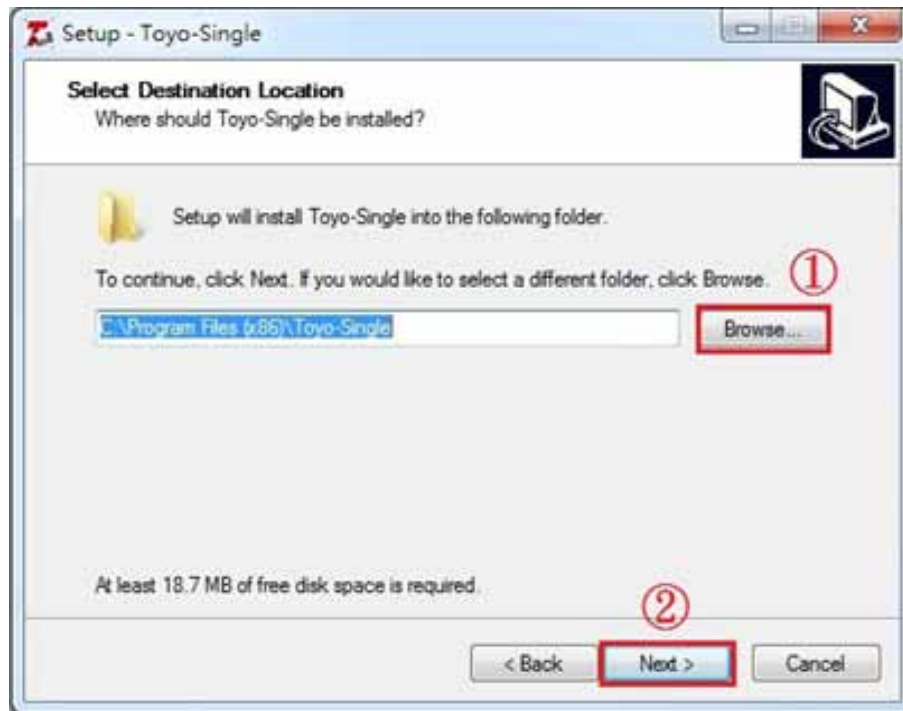 Setup - Toyo-Single
Select Destination Location
Where should Toyo-Single be installed?
Setup will install Toyo-Single into the following folder.
To continue, click Next. If you would like to select a different folder, click Browse.
①
C:\Program Files (x86)\Toyo-Single
Browse...
At least 18.7 MB of free disk space is required.
②
< Back
Next >
Cancel